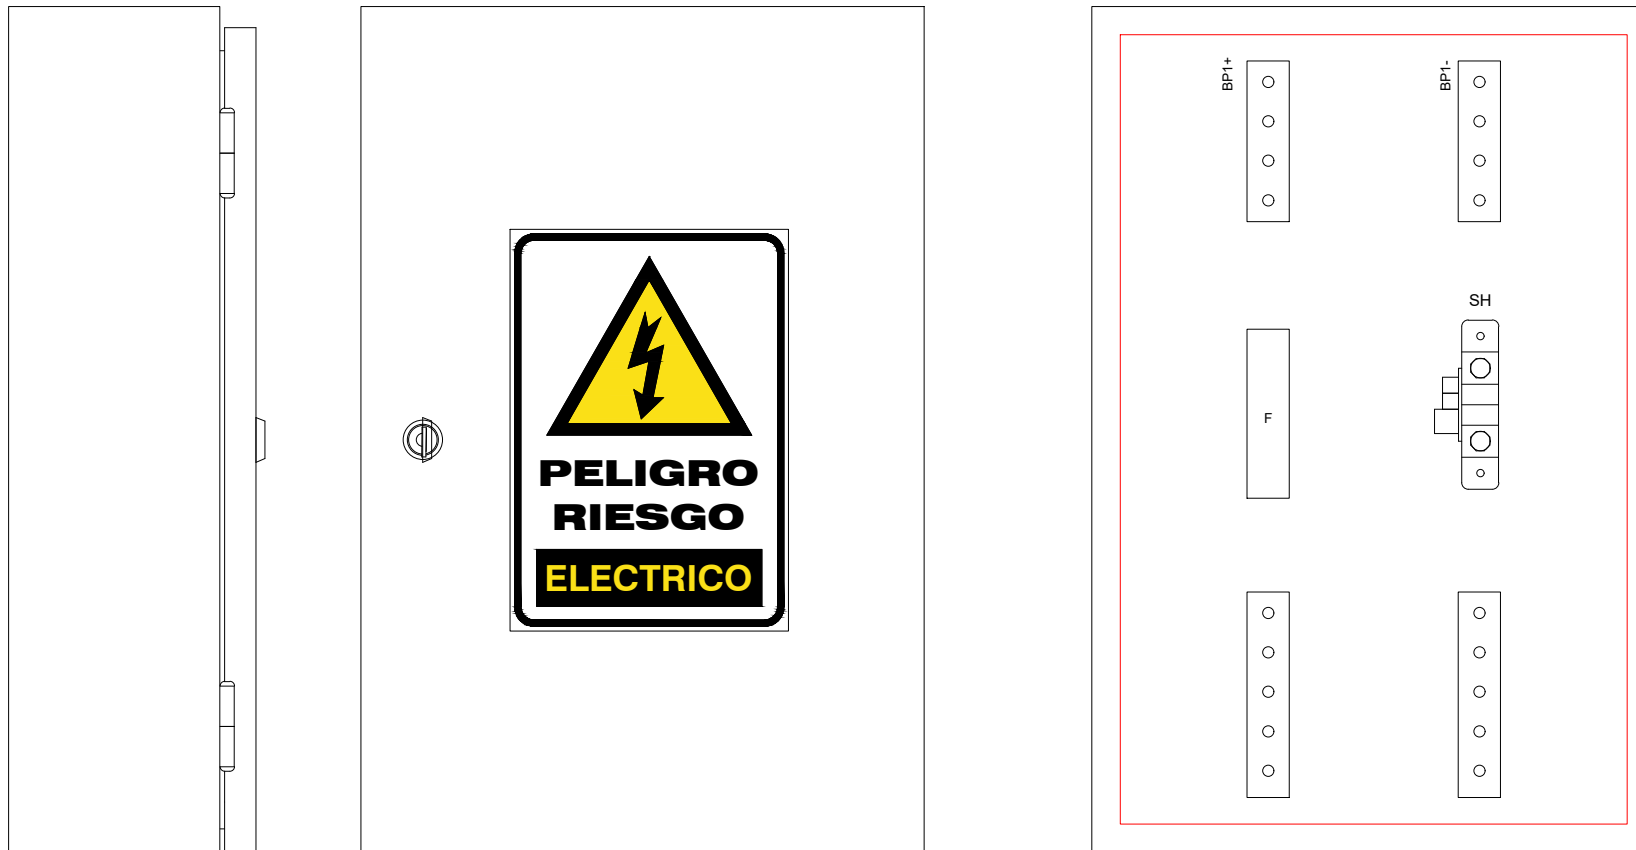 BP1+
BP1-
SH
F
PELIGRO
RIESGO
ELECTRICO